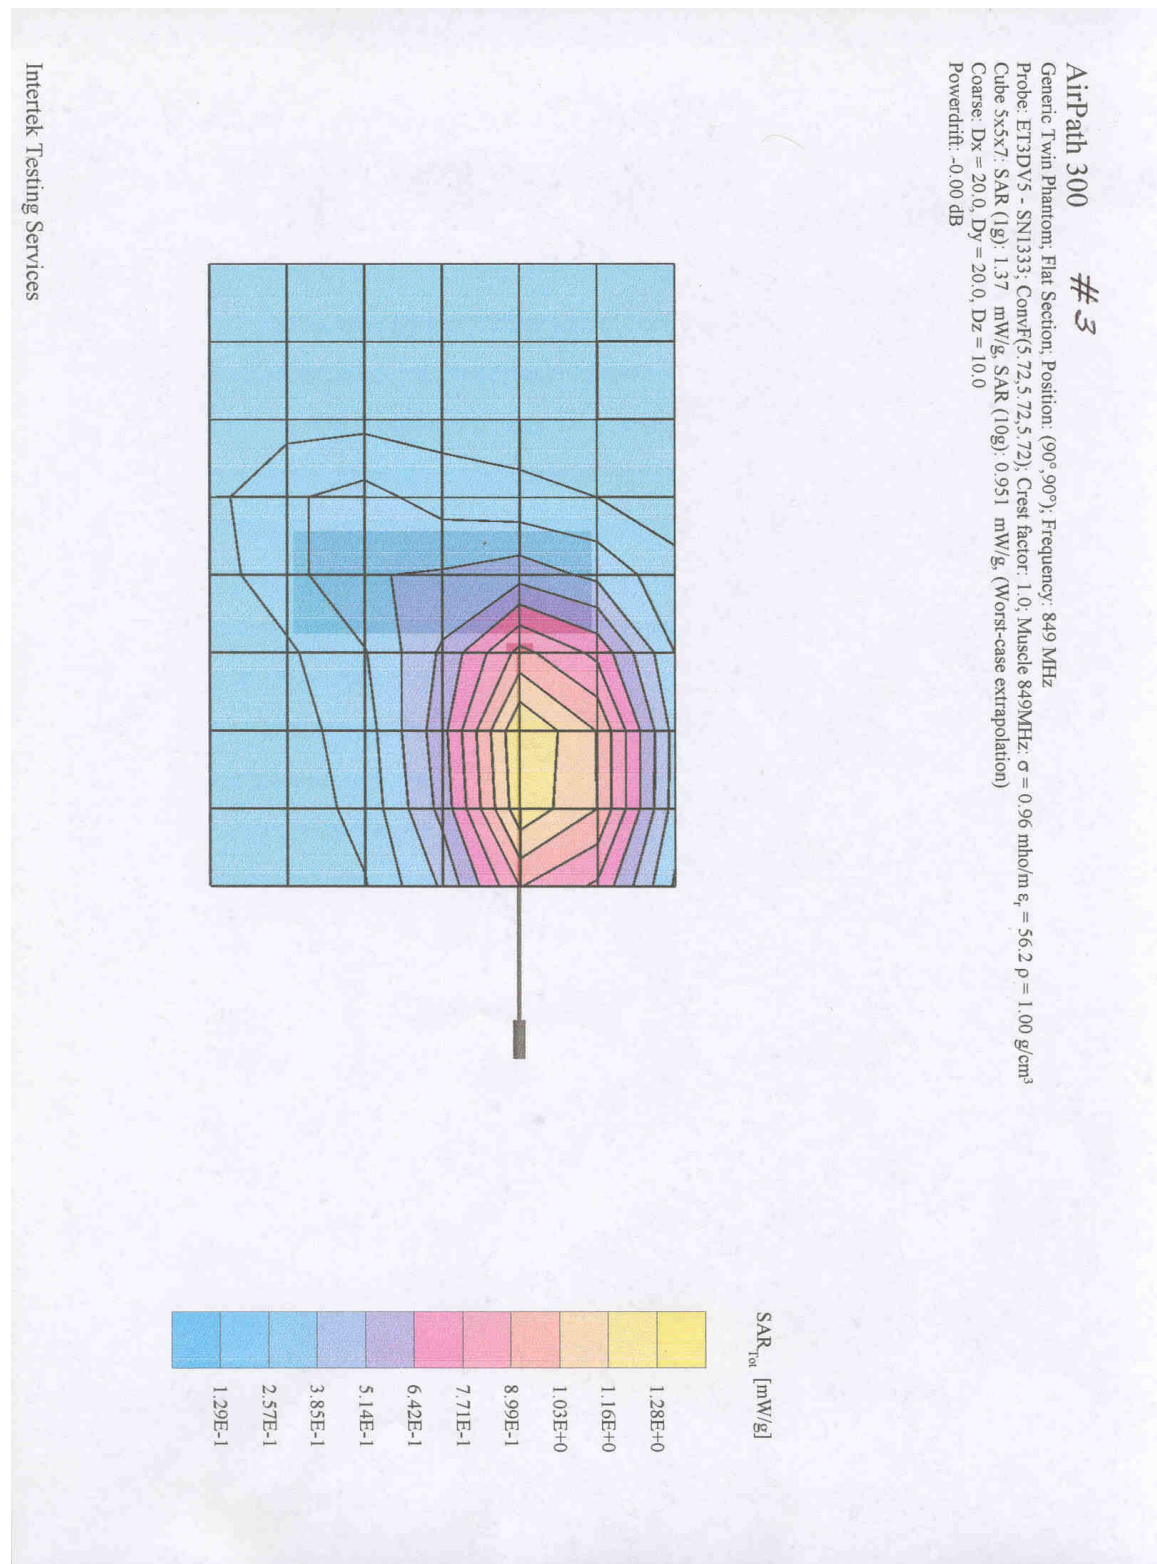 AirPath 300 #3
Generic Twin Phantom; Flat Section; Position: (90°,90°); Frequency: 849 MHz
Probe: ET3DV5 - SN1333; ConvF(5.72,5.72,5.72); Crest factor: 1.0; Muscle 849MHz: σ = 0.96 mho/m εr = 56.2 ρ = 1.00 g/cm³
Cube 5x5x7: SAR (1g): 1.37 mW/g, SAR (10g): 0.951 mW/g, (Worst-case extrapolation)
Coarse: Dx = 20.0, Dy = 20.0, Dz = 10.0
Powerdrift: -0.00 dB
SARTot [mW/g]
1.28E+0
1.16E+0
1.03E+0
8.99E-1
7.71E-1
6.42E-1
5.14E-1
3.85E-1
2.57E-1
1.29E-1
Intertek Testing Services